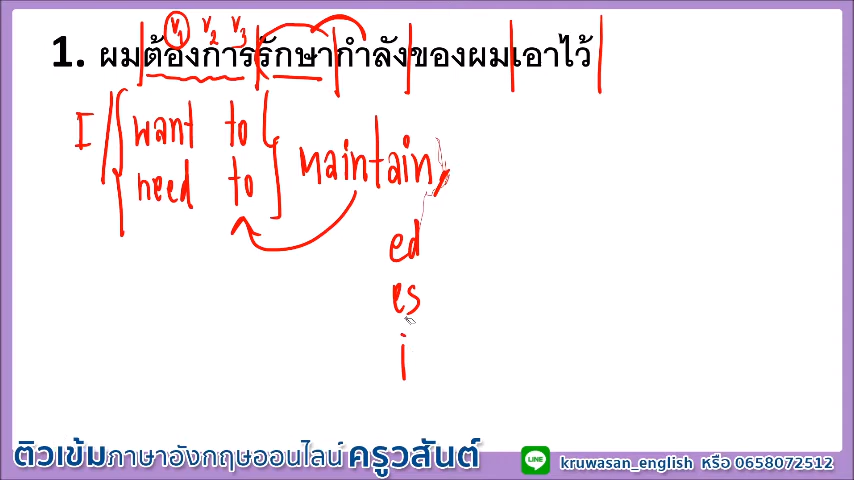 V1 V2 V3
1. ผมต้องการรักษากำลังของผมเอาไว้
I want to
need to
maintain
ed
es
i
ติวเข้มภาษาอังกฤษออนไลน์ ครูวสันต์
LINE kruwasan_english หรือ 0658072512